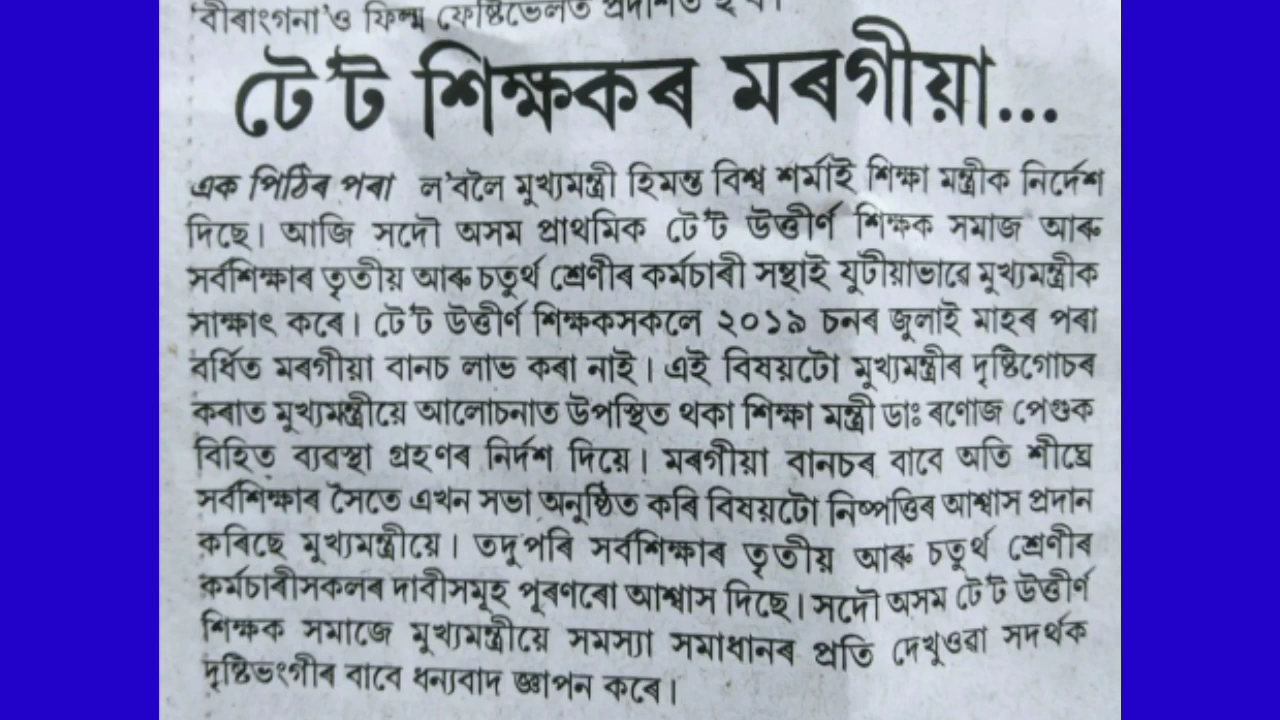 'বীৰাংগনা'ও ফিল্ম ফেষ্টিভেলত প্ৰদৰ্শিত হ'ব।
টে'ট শিক্ষকৰ মৰগীয়া...
এক পিঠিৰ পৰা ল'বলৈ মুখ্যমন্ত্ৰী হিমন্ত বিশ্ব শৰ্মাই শিক্ষা মন্ত্ৰীক নিৰ্দেশ
দিছে। আজি সদৌ অসম প্ৰাথমিক টে'ট উত্তীৰ্ণ শিক্ষক সমাজ আৰু
সৰ্বশিক্ষাৰ তৃতীয় আৰু চতুৰ্থ শ্ৰেণীৰ কৰ্মচাৰী সন্থাই যুটীয়াভাৱে মুখ্যমন্ত্ৰীক
সাক্ষাৎ কৰে। টে'ট উত্তীৰ্ণ শিক্ষকসকলে ২০১৯ চনৰ জুলাই মাহৰ পৰা
বৰ্ধিত মৰগীয়া বানচ লাভ কৰা নাই। এই বিষয়টো মুখ্যমন্ত্ৰীৰ দৃষ্টিগোচৰ
কৰাত মুখ্যমন্ত্ৰীয়ে আলোচনাত উপস্থিত থকা শিক্ষা মন্ত্ৰী ডাঃ ৰণোজ পেগুক
বিহিত ব্যৱস্থা গ্ৰহণৰ নিৰ্দশ দিয়ে। মৰগীয়া বানচৰ বাবে অতি শীঘ্ৰে
সৰ্বশিক্ষাৰ সৈতে এখন সভা অনুষ্ঠিত কৰি বিষয়টো নিষ্পত্তিৰ আশ্বাস প্ৰদান
কৰিছে মুখ্যমন্ত্ৰীয়ে। তদুপৰি সৰ্বশিক্ষাৰ তৃতীয় আৰু চতুৰ্থ শ্ৰেণীৰ
কৰ্মচাৰীসকলৰ দাবীসমূহ পূৰণৰো আশ্বাস দিছে। সদৌ অসম টে'ট উত্তীৰ্ণ
শিক্ষক সমাজে মুখ্যমন্ত্ৰীয়ে সমস্যা সমাধানৰ প্ৰতি দেখুওৱা সদৰ্থক
দৃষ্টিভংগীৰ বাবে ধন্যবাদ জ্ঞাপন কৰে।